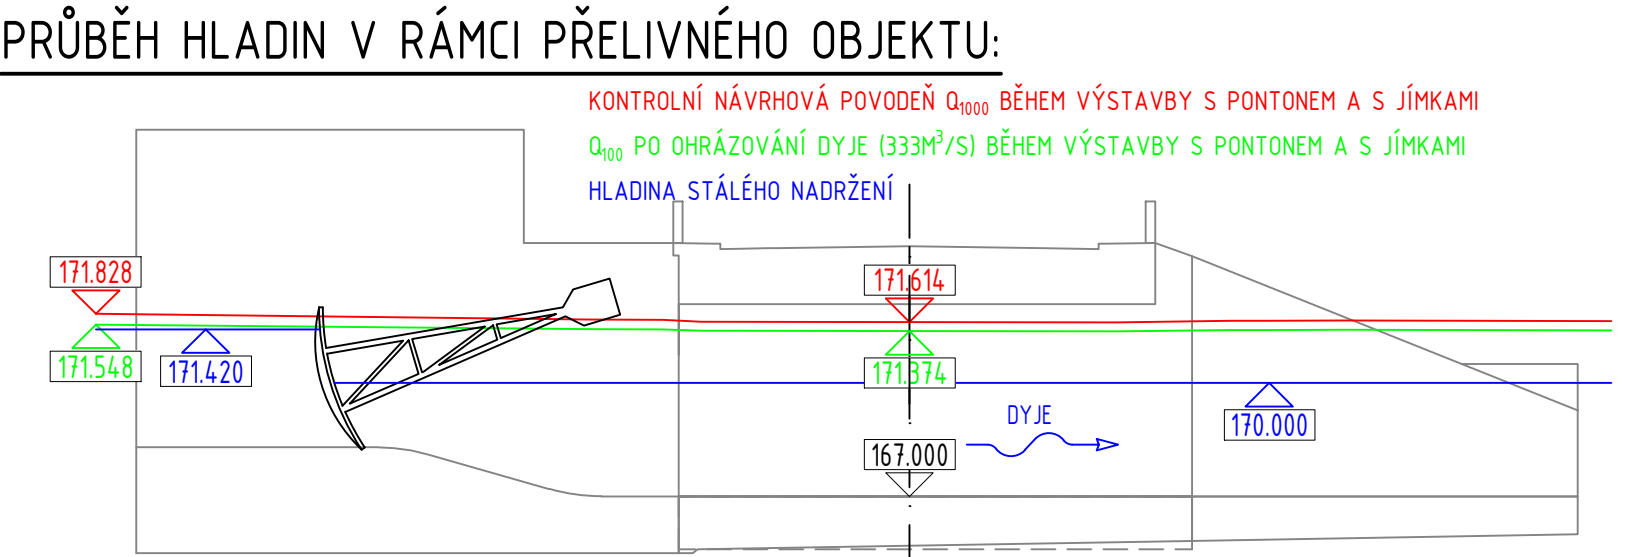 PRŮBĚH HLADIN V RÁMCI PŘELIVNÉHO OBJEKTU:
KONTROLNÍ NÁVRHOVÁ POVODEŇ Q1000 BĚHEM VÝSTAVBY S PONTONEM A S JÍMKAMI
Q100 PO OHRÁZOVÁNÍ DYJE (333M³/S) BĚHEM VÝSTAVBY S PONTONEM A S JÍMKAMI
HLADINA STÁLÉHO NADRŽENÍ
171.828
171.614
171.548
171.420
171.374
DYJE
170.000
167.000